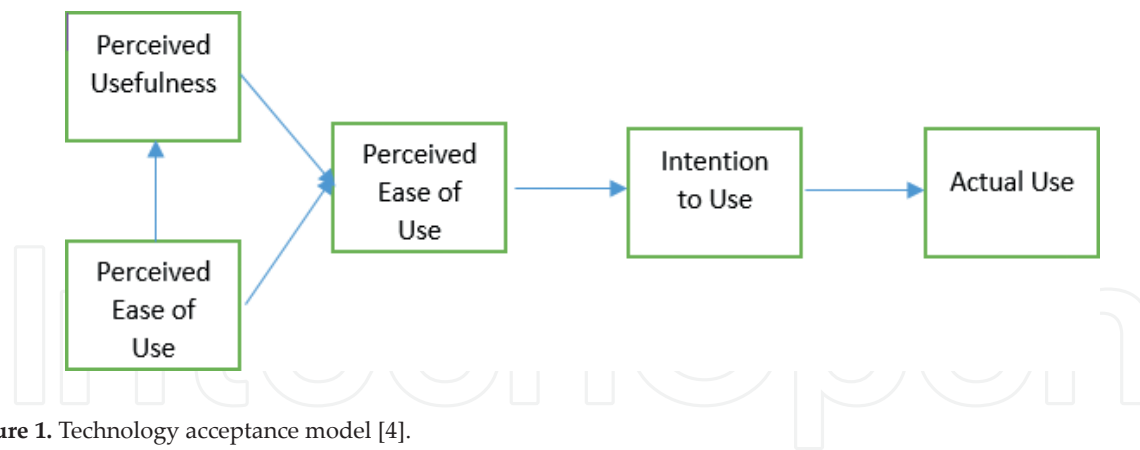 Perceived
Usefulness
Perceived
Ease of
Use
Perceived
Ease of
Use
Intention
to Use
Actual Use
IntechOpen
ure 1. Technology acceptance model [4].